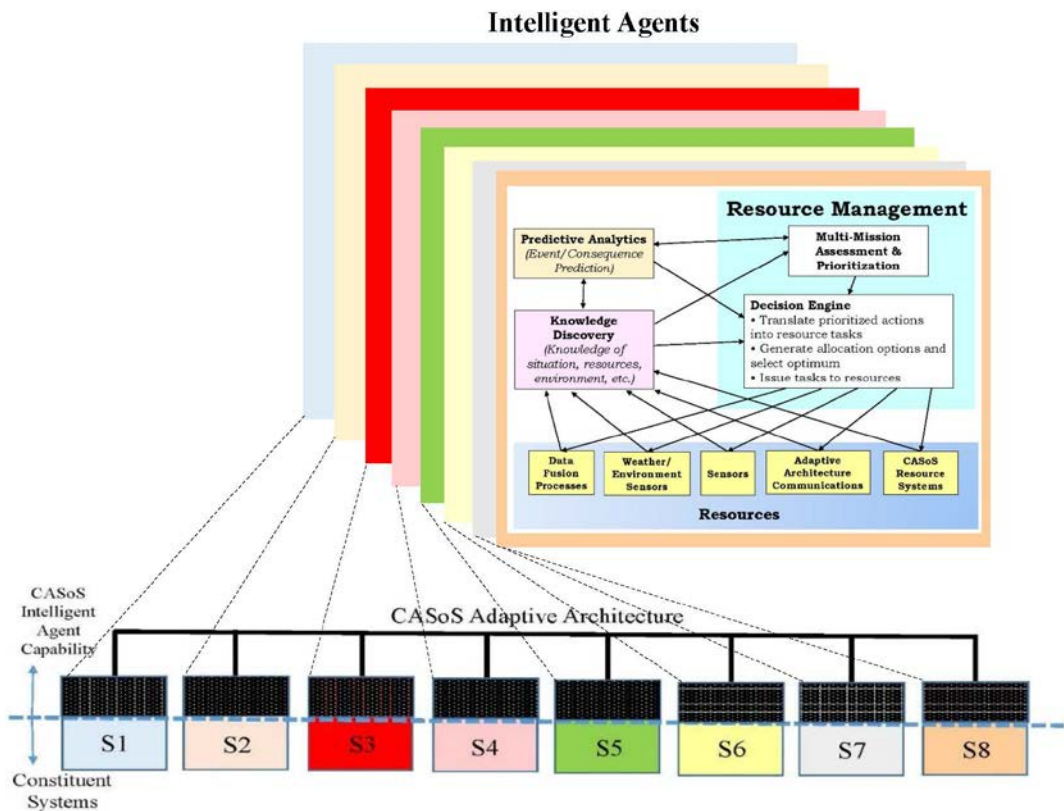 Intelligent Agents
Resource Management
Predictive Analytics
(Event/Consequence
Prediction)
Multi-Mission
Assessment &
Prioritization
Knowledge
Discovery
(Knowledge of
situation, resources,
environment, etc.)
Decision Engine
• Translate prioritized actions
into resource tasks
• Generate allocation options and
select optimum
• Issue tasks to resources
Data
Fusion
Processes
Weather/
Environment
Sensors
Sensors
Adaptive
Architecture
Communications
CASoS
Resource
Systems
Resources
CASoS
Intelligent
Agent
Capability
CASoS Adaptive Architecture
S1
S2
S3
S4
S5
S6
S7
S8
Constituent
Systems